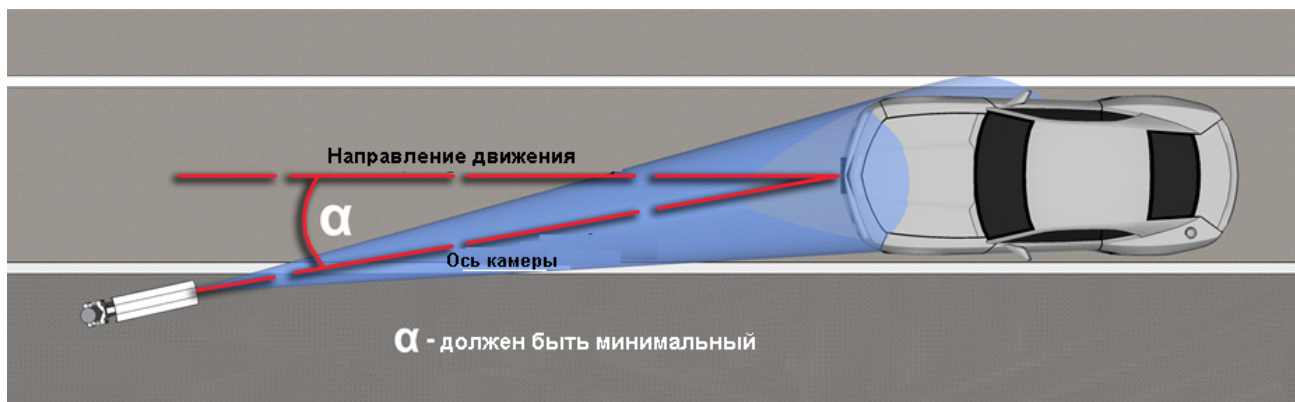 Направление движения
α
Ось камеры
α - должен быть минимальный